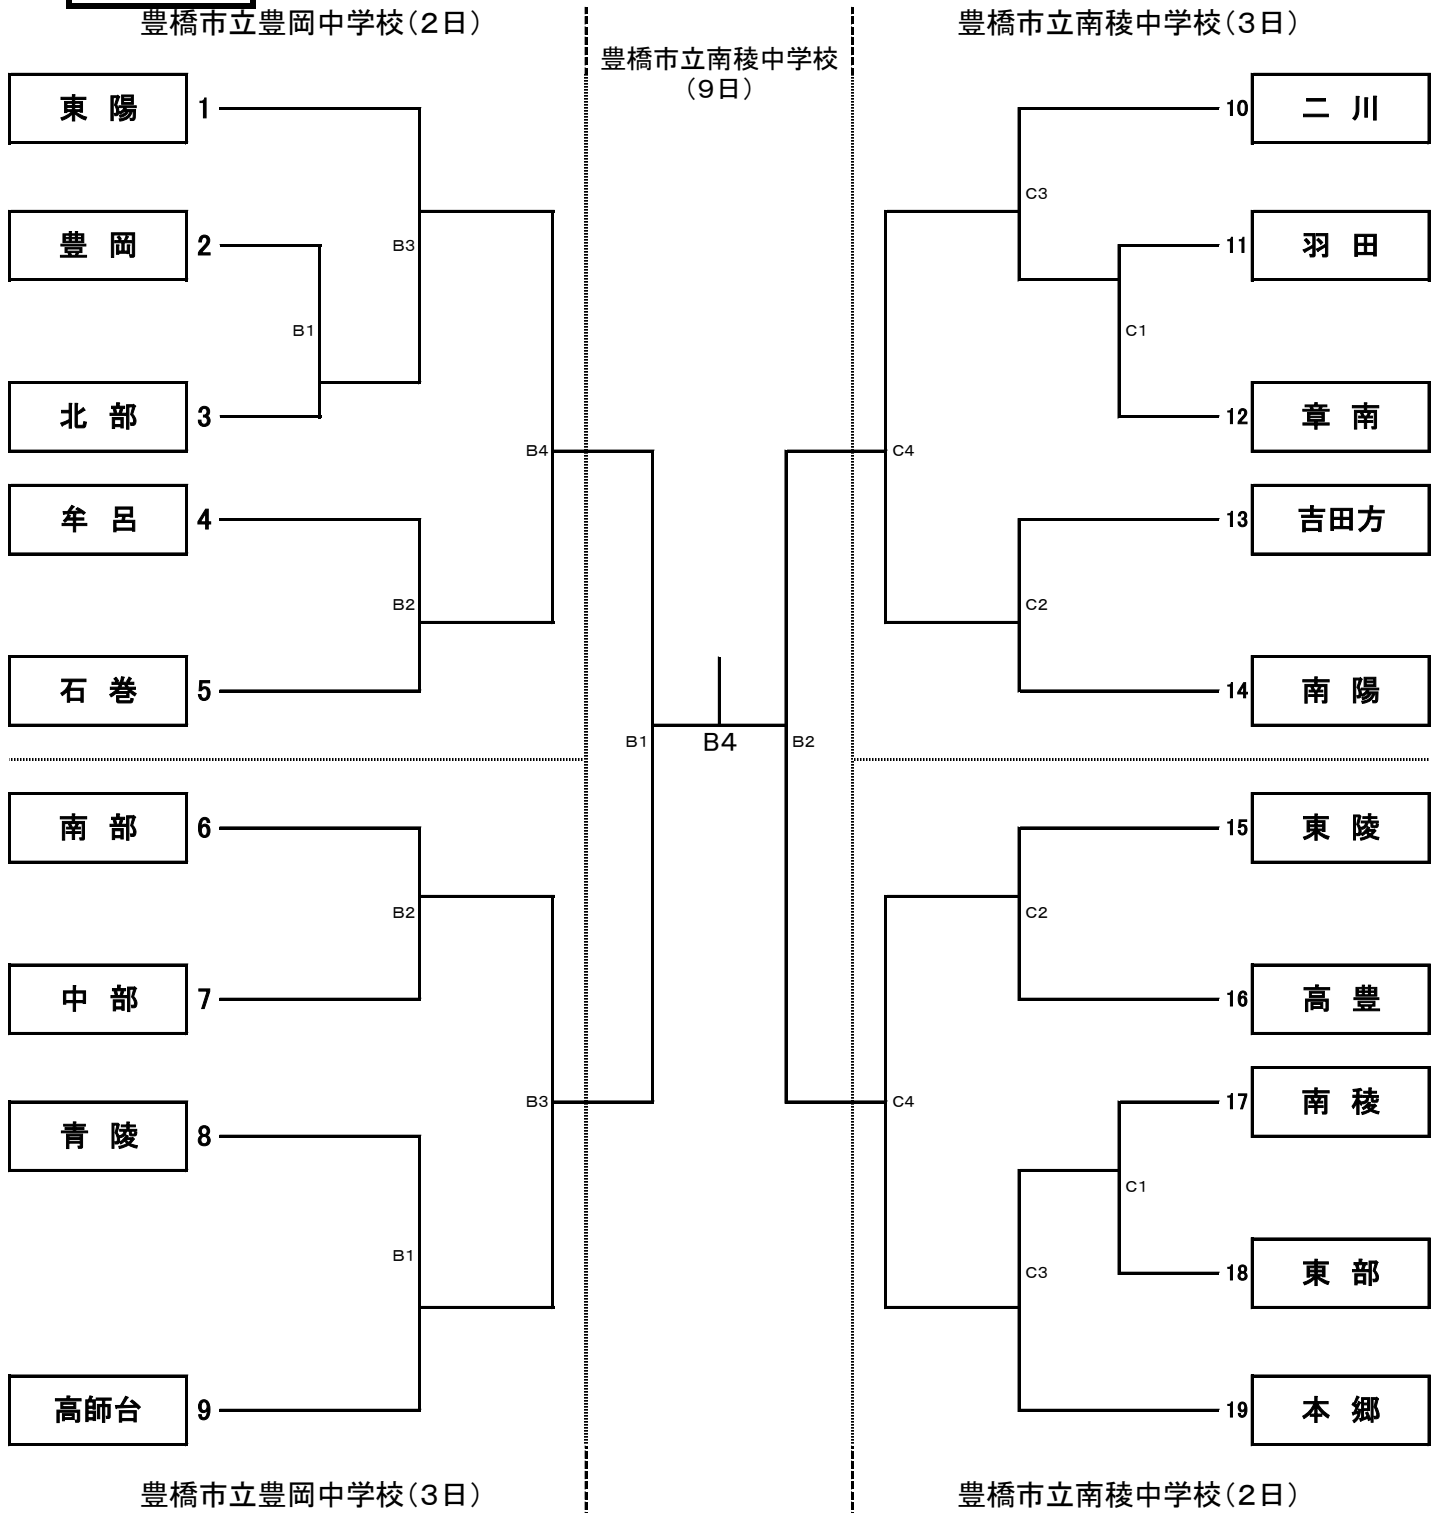 豊橋市立豊岡中学校（2日）
豊橋市立南稜中学校
（9日）
豊橋市立南稜中学校（3日）
東 陽 1
豊 岡 2
北 部 3
牟 呂 4
石 巻 5
B1
B3
B2
B4
10 二 川
11 羽 田
12 章 南
13 吉田方
14 南 陽
C3
C1
C4
C2
B1
B4
B2
南 部 6
中 部 7
青 陵 8
高師台 9
B2
B3
B1
15 東 陵
16 高 豊
17 南 稜
18 東 部
19 本 郷
C2
C4
C1
C3
豊橋市立豊岡中学校（3日）
豊橋市立南稜中学校（2日）